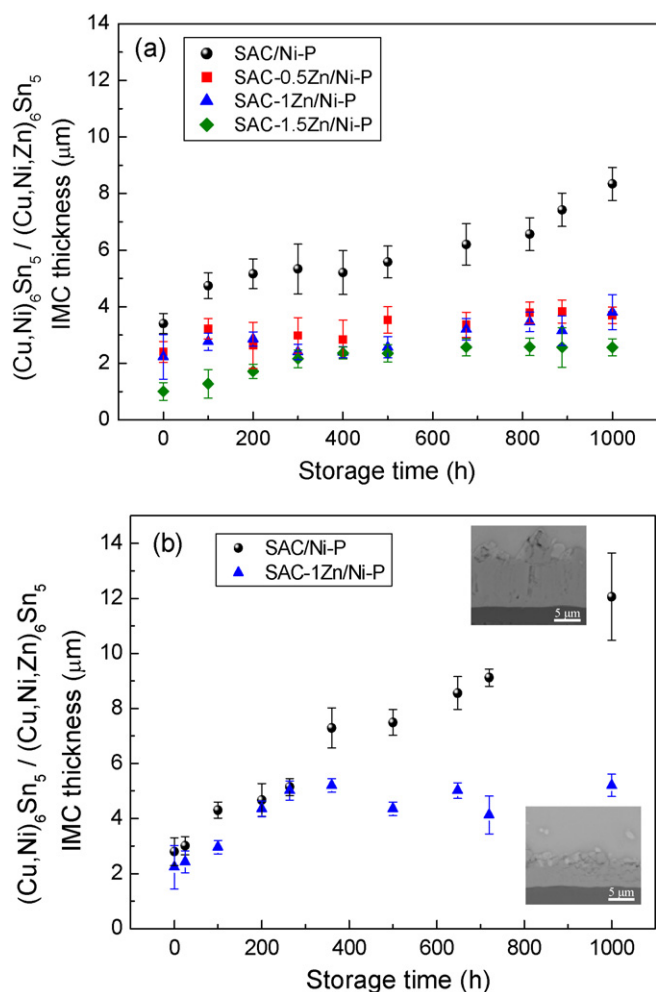 (a)
SAC/Ni-P
SAC-0.5Zn/Ni-P
SAC-1Zn/Ni-P
SAC-1.5Zn/Ni-P
(Cu,Ni)₆Sn₅ / (Cu,Ni,Zn)₆Sn₅
IMC thickness (μm)
14
12
10
8
6
4
2
0
0 200 400 600 800 1000
Storage time (h)
(b)
SAC/Ni-P
SAC-1Zn/Ni-P
5 μm
5 μm
(Cu,Ni)₆Sn₅ / (Cu,Ni,Zn)₆Sn₅
IMC thickness (μm)
14
12
10
8
6
4
2
0
0 200 400 600 800 1000
Storage time (h)